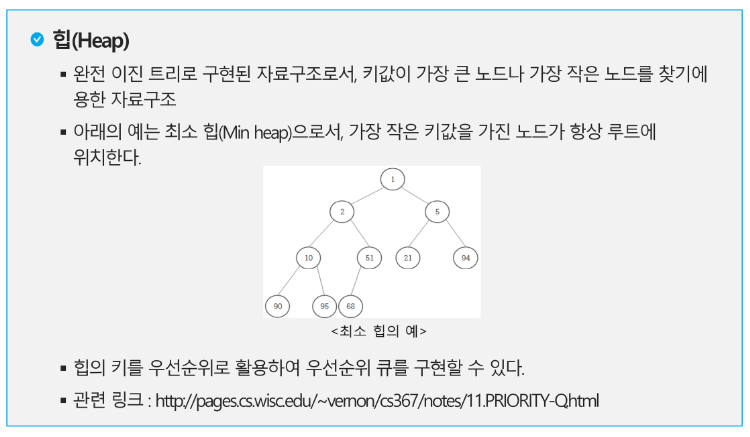 힙(Heap)
▪ 완전 이진 트리로 구현된 자료구조로서, 키값이 가장 큰 노드나 가장 작은 노드를 찾기에
용한 자료구조
▪ 아래의 예는 최소 힙(Min heap)으로서, 가장 작은 키값을 가진 노드가 항상 루트에
위치한다.
1
2 5
10 51 21 94
90 95 68
<최소 힙의 예>
▪ 힙의 키를 우선순위로 활용하여 우선순위 큐를 구현할 수 있다.
▪ 관련 링크 : http://pages.cs.wisc.edu/~vernon/cs367/notes/11.PRIORITY-Q.html